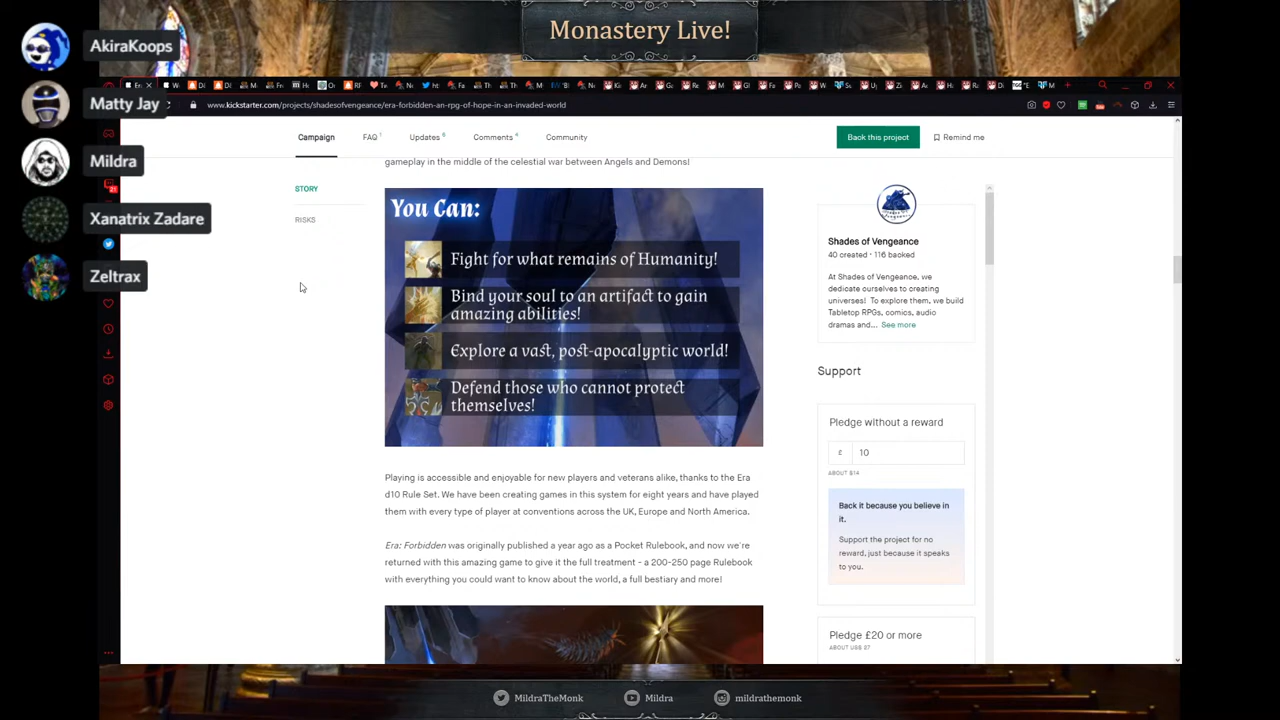 Monastery Live!
AkiraKoops
Matty Jay
Mildra
Xanatrix Zadare
Zeltrax
www.kickstarter.com/projects/shadesofvengeance/era-forbidden-an-rpg-of-hope-in-an-invaded-world
Campaign
FAQ 1
Updates 6
Comments 4
Community
Back this project
Remind me
gameplay in the middle of the celestial war between Angels and Demons!
STORY
RISKS
You Can:
Fight for what remains of Humanity!
Bind your soul to an artifact to gain
amazing abilities!
Explore a vast, post-apocalyptic world!
Defend those who cannot protect
themselves!
Playing is accessible and enjoyable for new players and veterans alike, thanks to the Era
d10 Rule Set. We have been creating games in this system for eight years and have played
them with every type of player at conventions across the UK, Europe and North America.
Era: Forbidden was originally published a year ago as a Pocket Rulebook, and now we're
returned with this amazing game to give it the full treatment - a 200-250 page Rulebook
with everything you could want to know about the world, a full bestiary and more!
Shades of Vengeance
40 created · 116 backed
At Shades of Vengeance, we
dedicate ourselves to creating
universes! To explore them, we build
Tabletop RPGs, comics, audio
dramas and... See more
Support
Pledge without a reward
£ 10
ABOUT $14
Back it because you believe in
it.
Support the project for no
reward, just because it speaks
to you.
Pledge £20 or more
ABOUT US$ 27
MildraTheMonk
Mildra
mildrathemonk